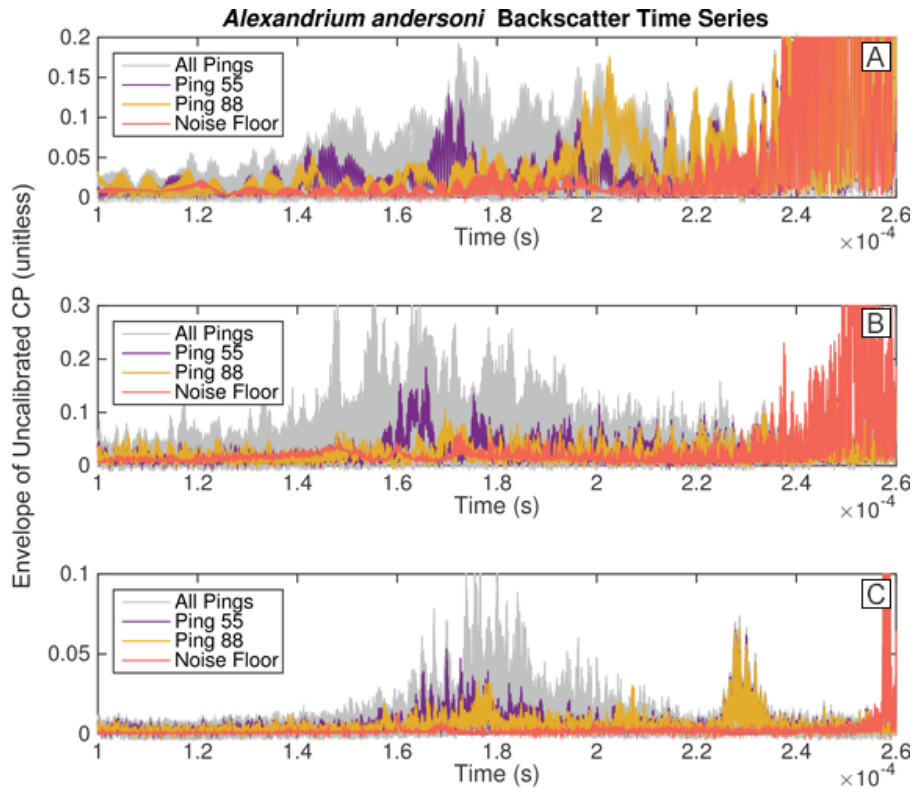 Alexandrium andersoni Backscatter Time Series
Envelope of Uncalibrated CP (unitless)
A
All Pings
Ping 55
Ping 88
Noise Floor
0.2
0.15
0.1
0.05
0
1 1.2 1.4 1.6 1.8 2 2.2 2.4 2.6
Time (s)
×10-4
B
All Pings
Ping 55
Ping 88
Noise Floor
0.3
0.2
0.1
0
1 1.2 1.4 1.6 1.8 2 2.2 2.4 2.6
Time (s)
×10-4
C
All Pings
Ping 55
Ping 88
Noise Floor
0.1
0.05
0
1 1.2 1.4 1.6 1.8 2 2.2 2.4 2.6
Time (s)
×10-4